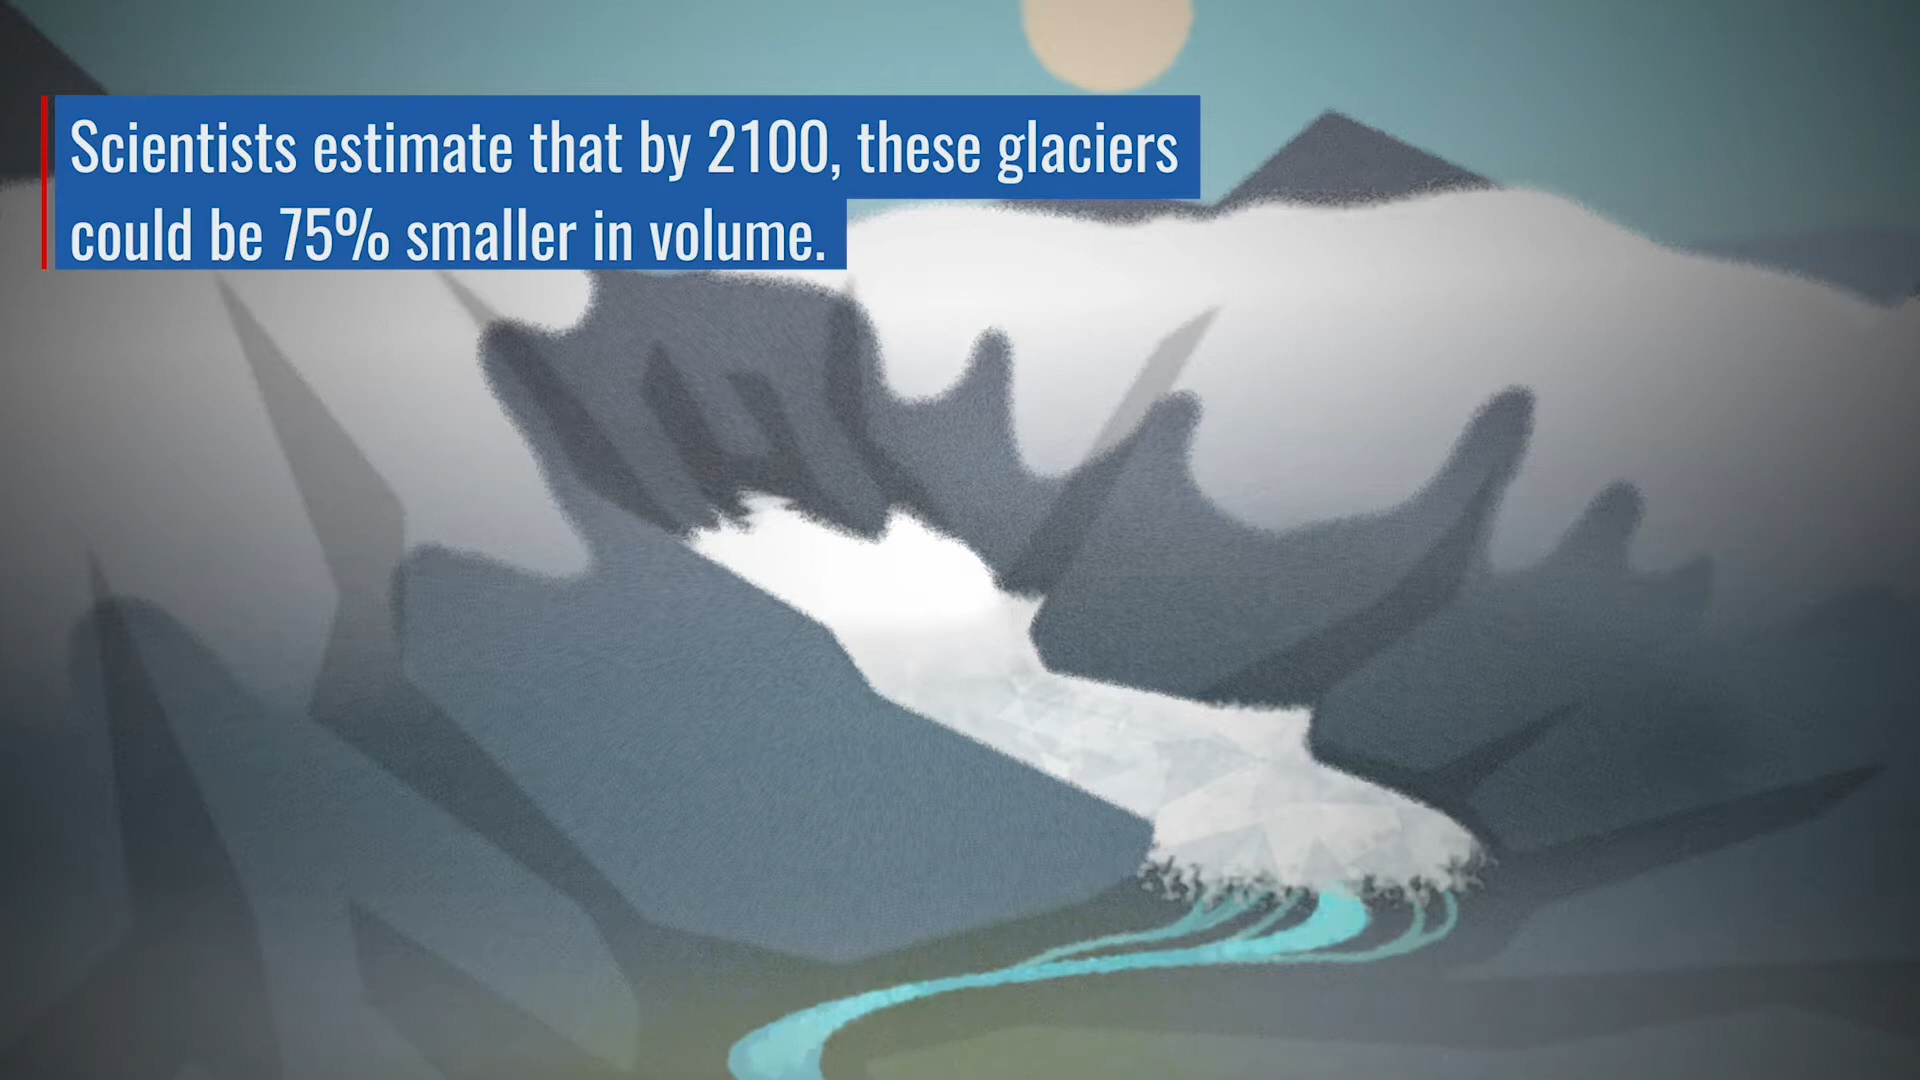 Scientists estimate that by 2100, these glaciers
could be 75% smaller in volume.